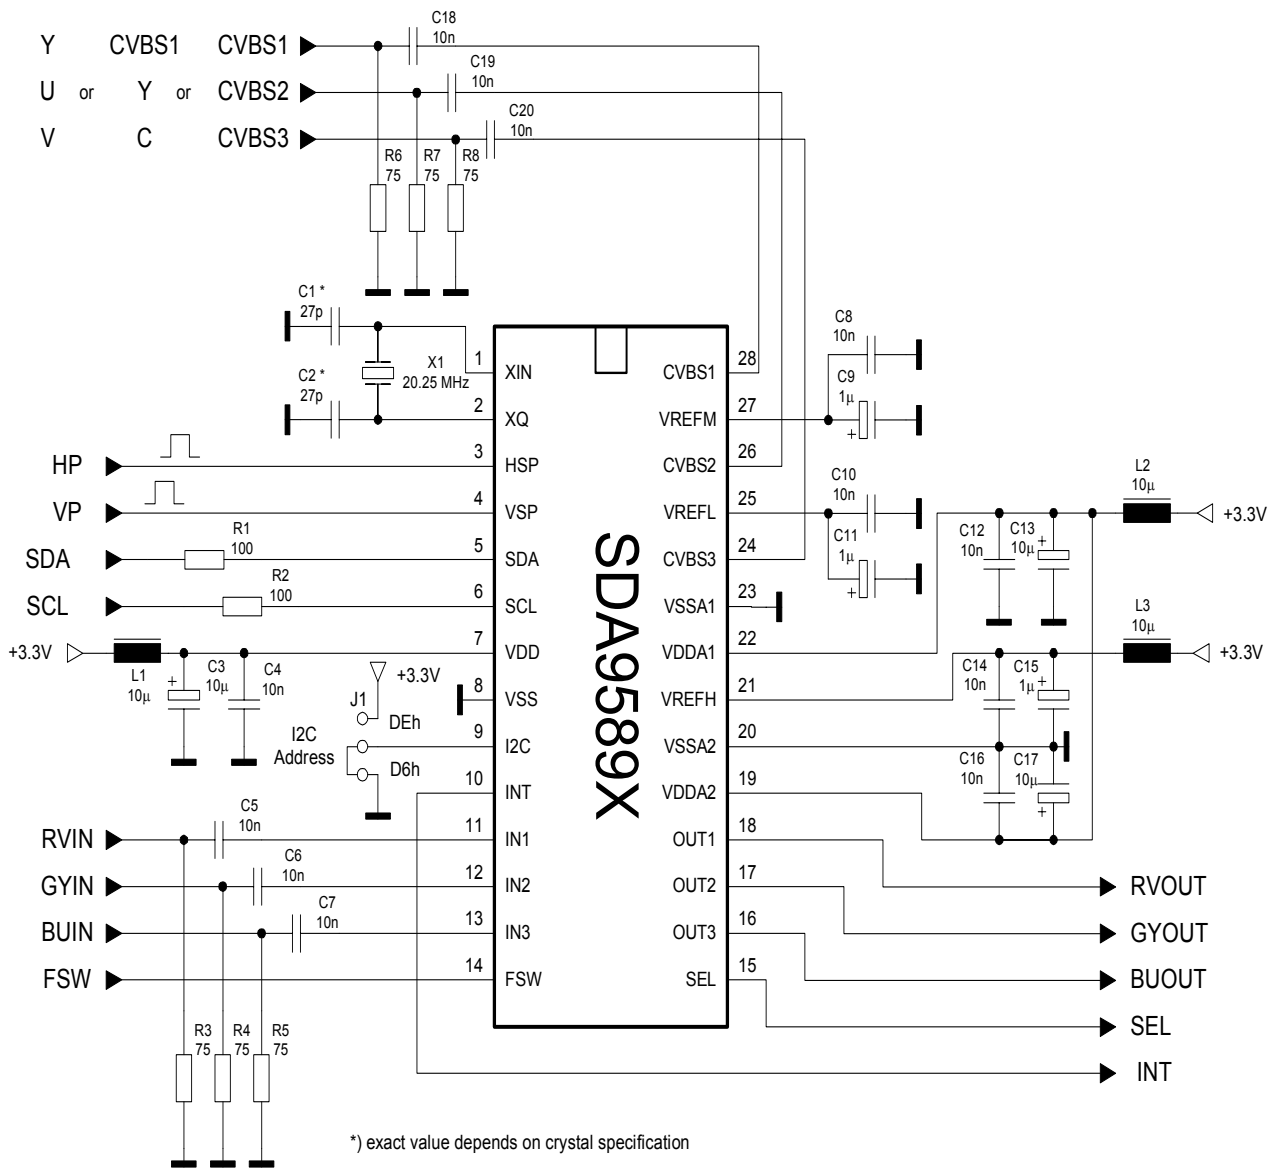 Y CVBS1 CVBS1
U or Y or CVBS2
V C CVBS3
C18
10n
C19
10n
C20
10n
R6
75
R7
75
R8
75
C1 *
27p
C2 *
27p
X1
20.25 MHz
HP
VP
SDA
SCL
R1
100
R2
100
+3.3V
L1
10µ
C3
10µ
C4
10n
+3.3V
J1
DEh
I2C
Address
D6h
RVIN
GYIN
BUIN
FSW
C5
10n
C6
10n
C7
10n
R3
75
R4
75
R5
75
1 XIN
2 XQ
3 HSP
4 VSP
5 SDA
6 SCL
7 VDD
8 VSS
9 I2C
10 INT
11 IN1
12 IN2
13 IN3
14 FSW
SDA9589X
CVBS1 28
VREFM 27
CVBS2 26
VREFL 25
CVBS3 24
VSSA1 23
VDDA1 22
VREFH 21
VSSA2 20
VDDA2 19
OUT1 18
OUT2 17
OUT3 16
SEL 15
C8
10n
C9
1µ
+
C10
10n
C11
1µ
+
L2
10µ
+3.3V
C12
10n
C13
10µ
+
L3
10µ
+3.3V
C14
10n
C15
1µ
+
C16
10n
C17
10µ
+
RVOUT
GYOUT
BUOUT
SEL
INT
*) exact value depends on crystal specification